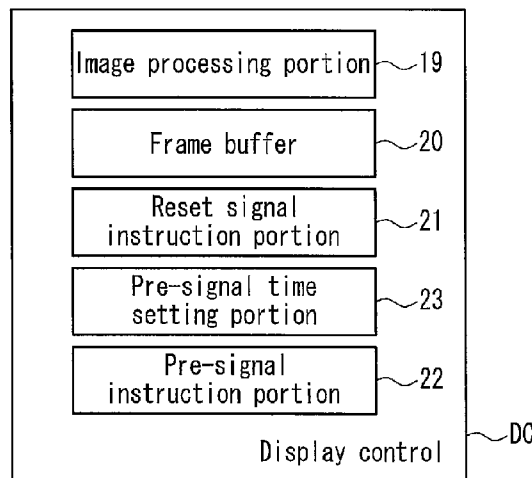 Image processing portion 19
Frame buffer 20
Reset signal
instruction portion 21
Pre-signal time
setting portion 23
Pre-signal
instruction portion 22
Display control DC